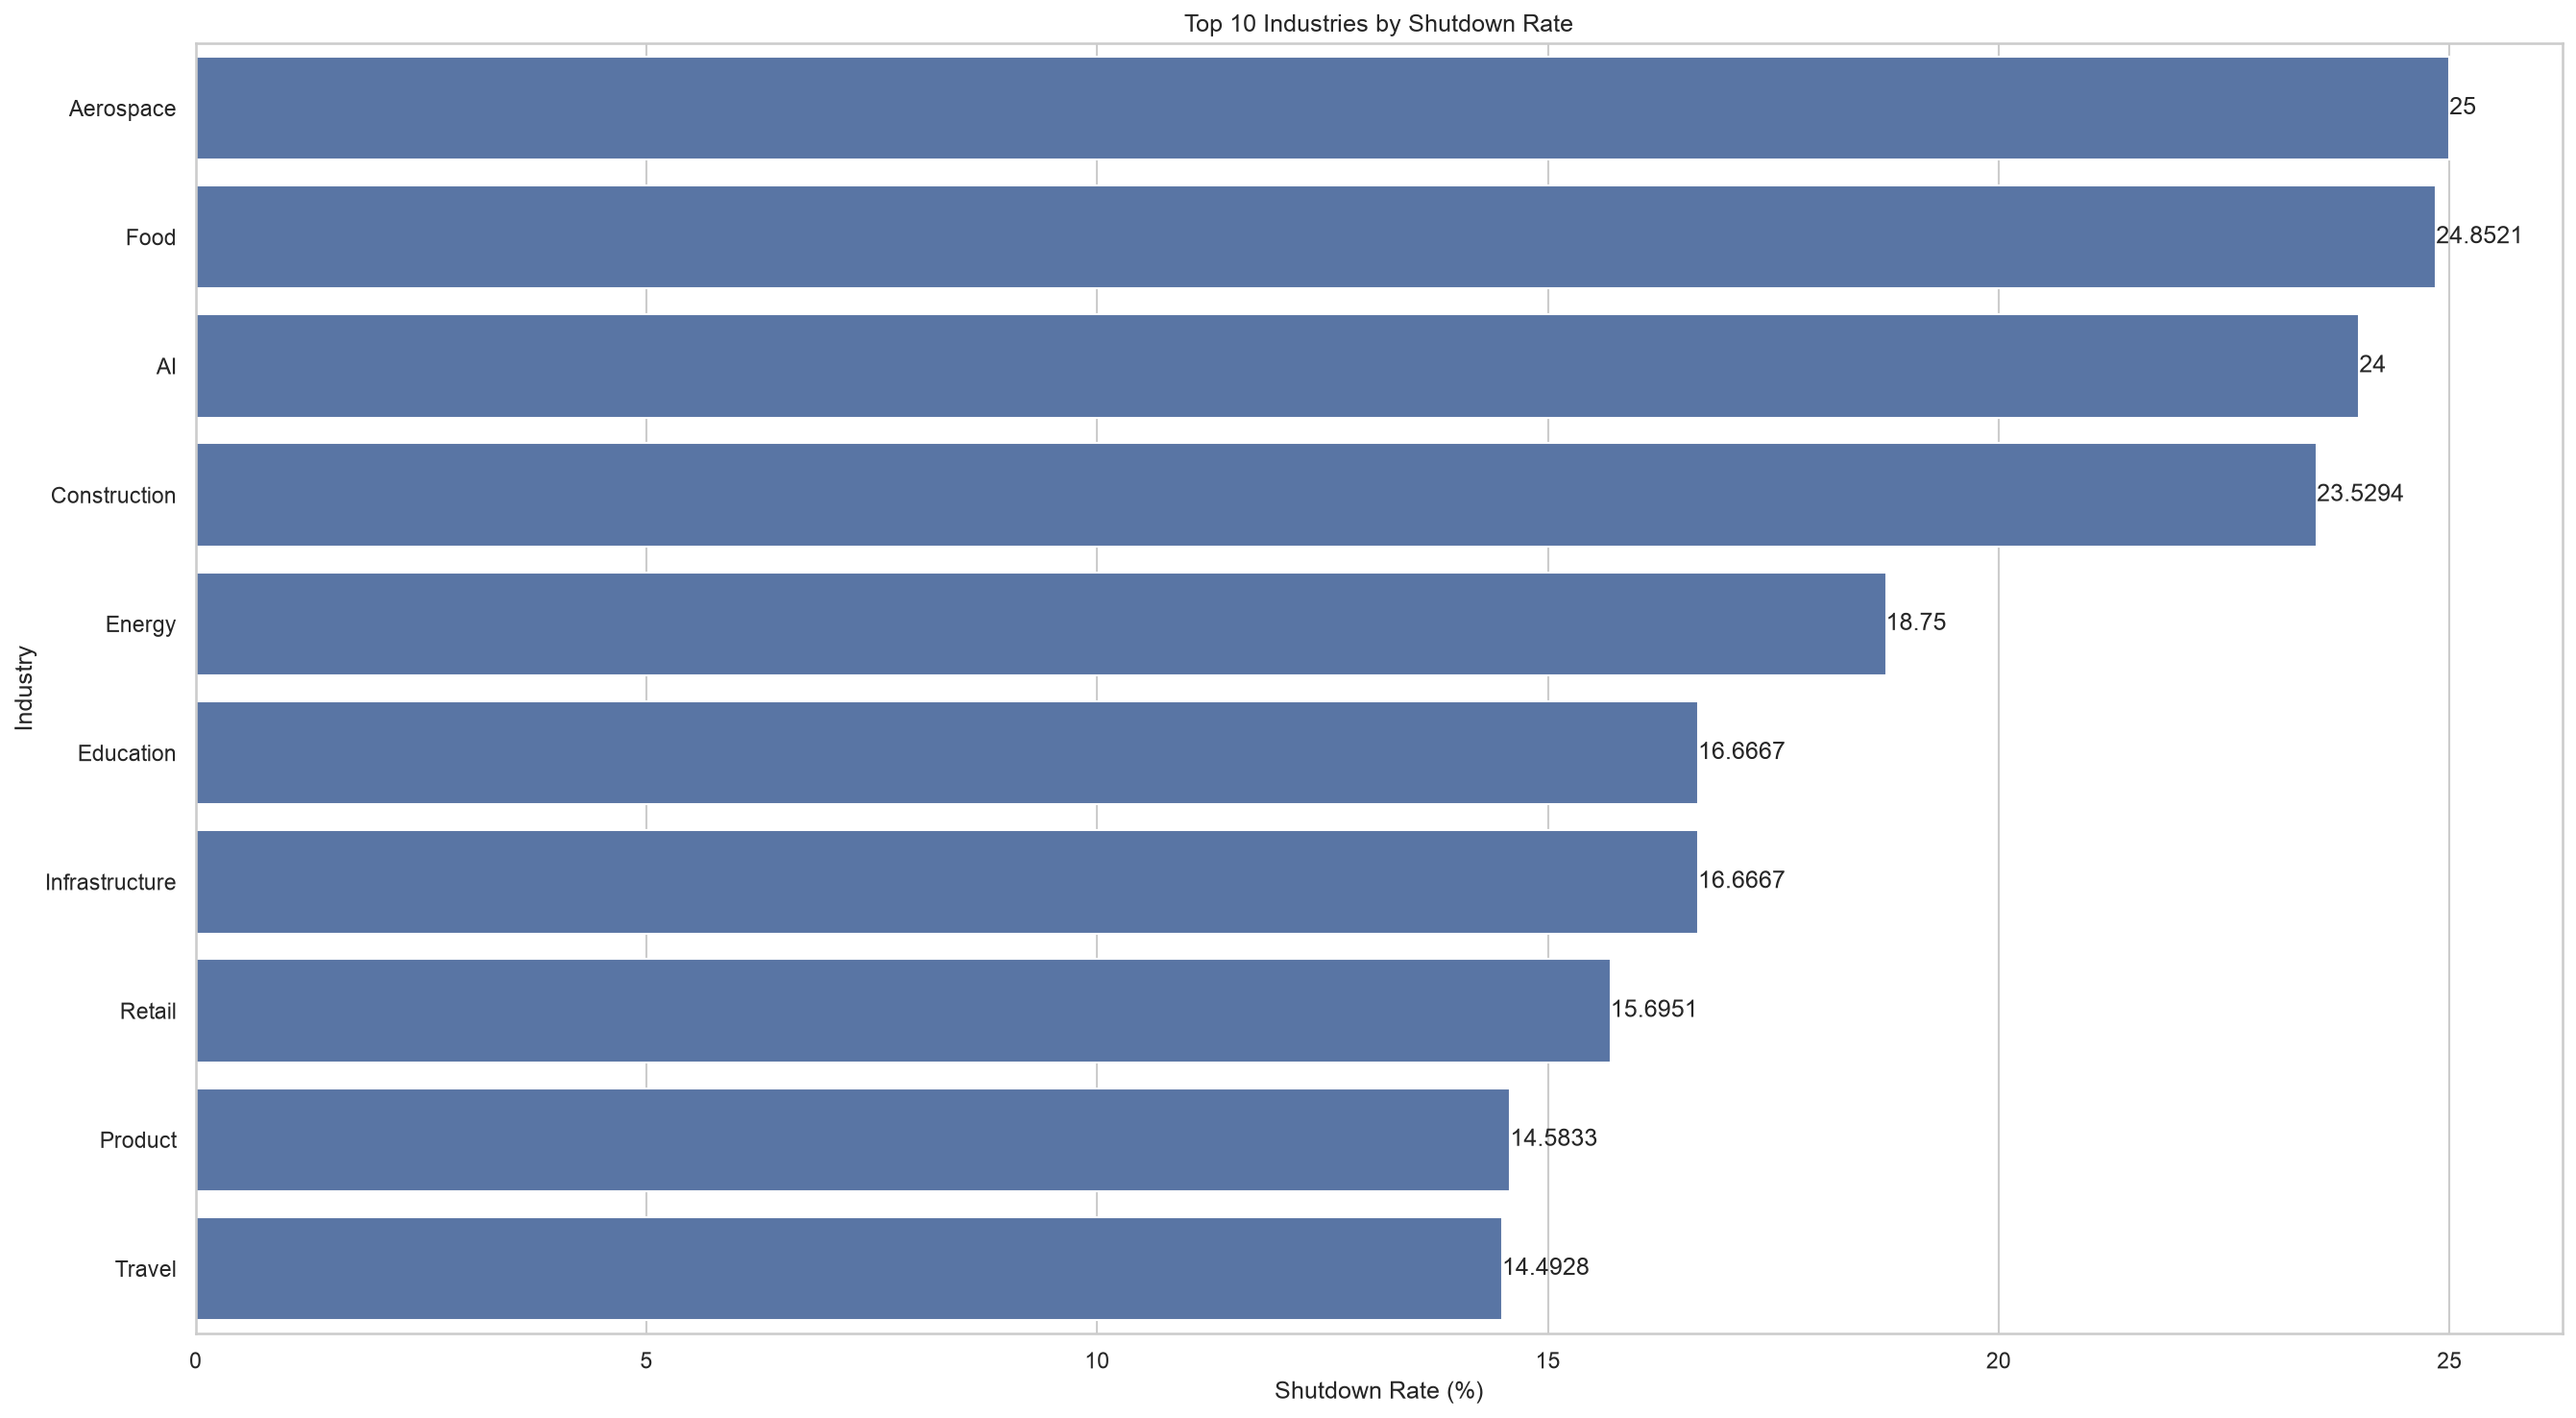 Top 10 Industries by Shutdown Rate
Industry
Aerospace 25
Food 24.8521
AI 24
Construction 23.5294
Energy 18.75
Education 16.6667
Infrastructure 16.6667
Retail 15.6951
Product 14.5833
Travel 14.4928
0 5 10 15 20 25
Shutdown Rate (%)